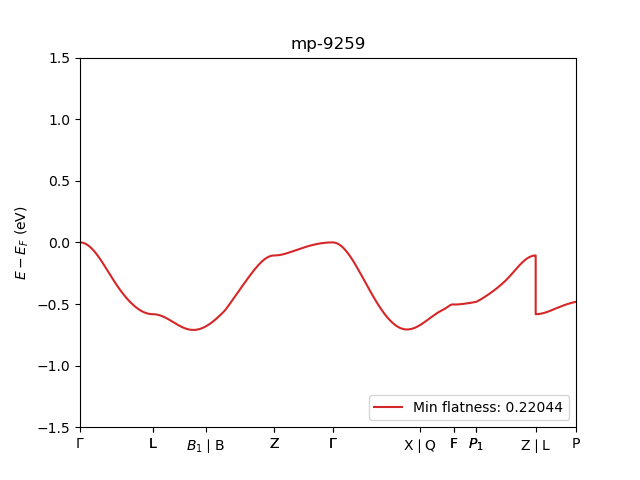 mp-9259
1.5
1.0
0.5
0.0
−0.5
−1.0
−1.5
E − E_F (eV)
Min flatness: 0.22044
Γ L B₁ | B Z Γ X | Q F P₁ Z | L P